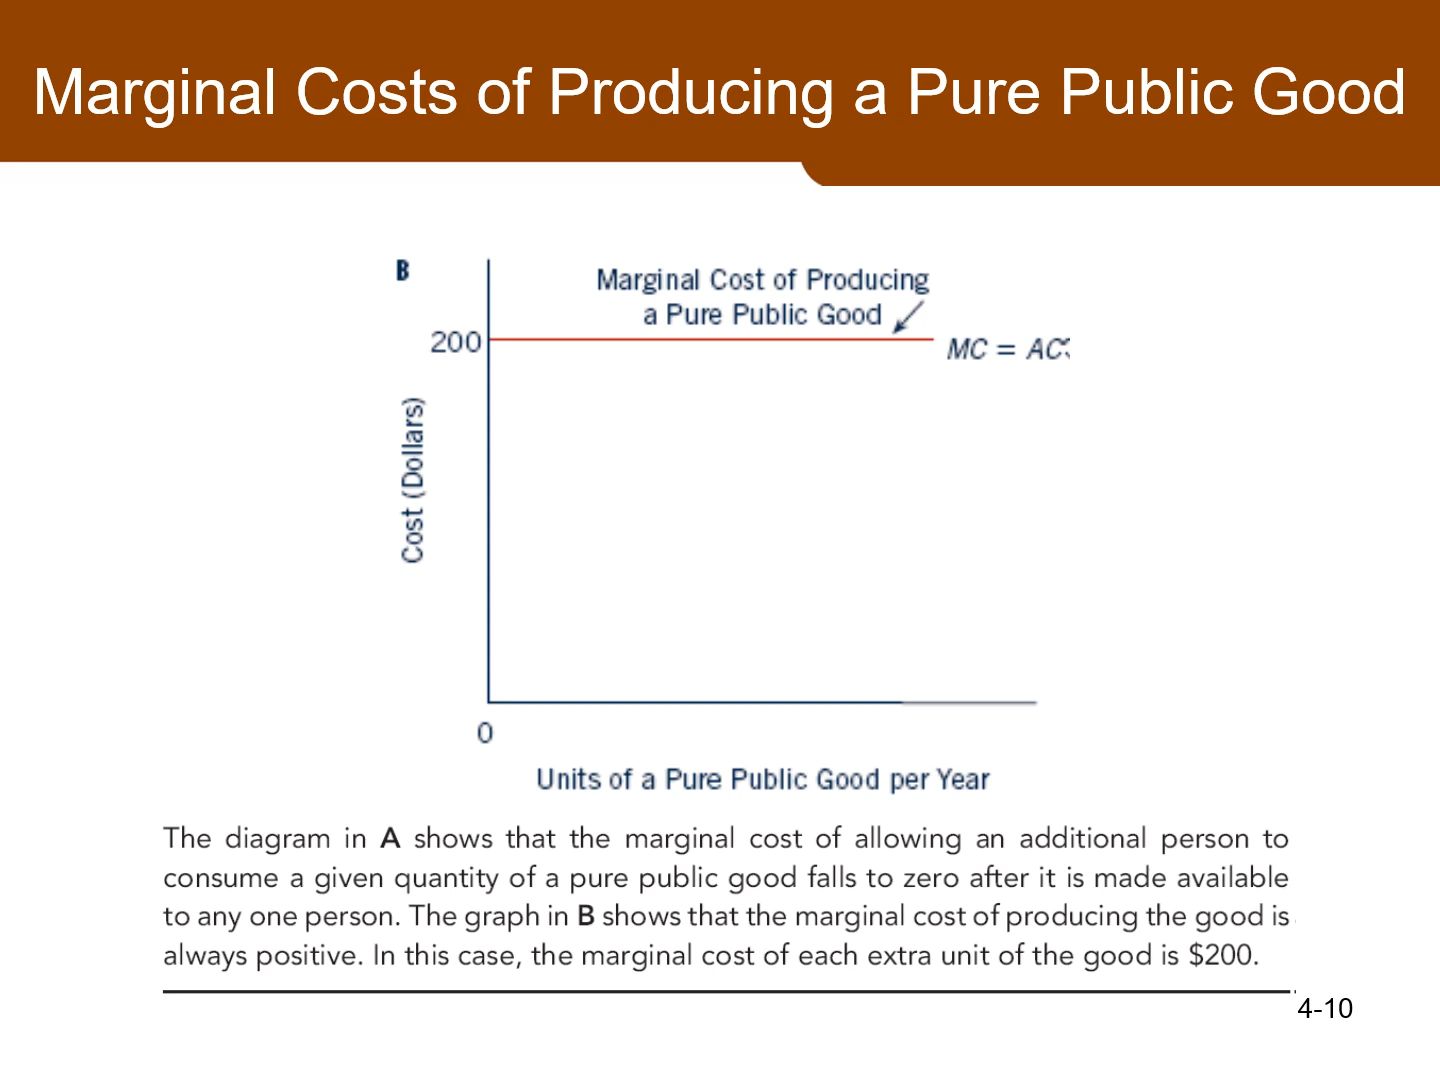 Marginal Costs of Producing a Pure Public Good
B
Marginal Cost of Producing
a Pure Public Good
200
MC = AC
Cost (Dollars)
0
Units of a Pure Public Good per Year
The diagram in A shows that the marginal cost of allowing an additional person to
consume a given quantity of a pure public good falls to zero after it is made available
to any one person. The graph in B shows that the marginal cost of producing the good is
always positive. In this case, the marginal cost of each extra unit of the good is $200.
4-10